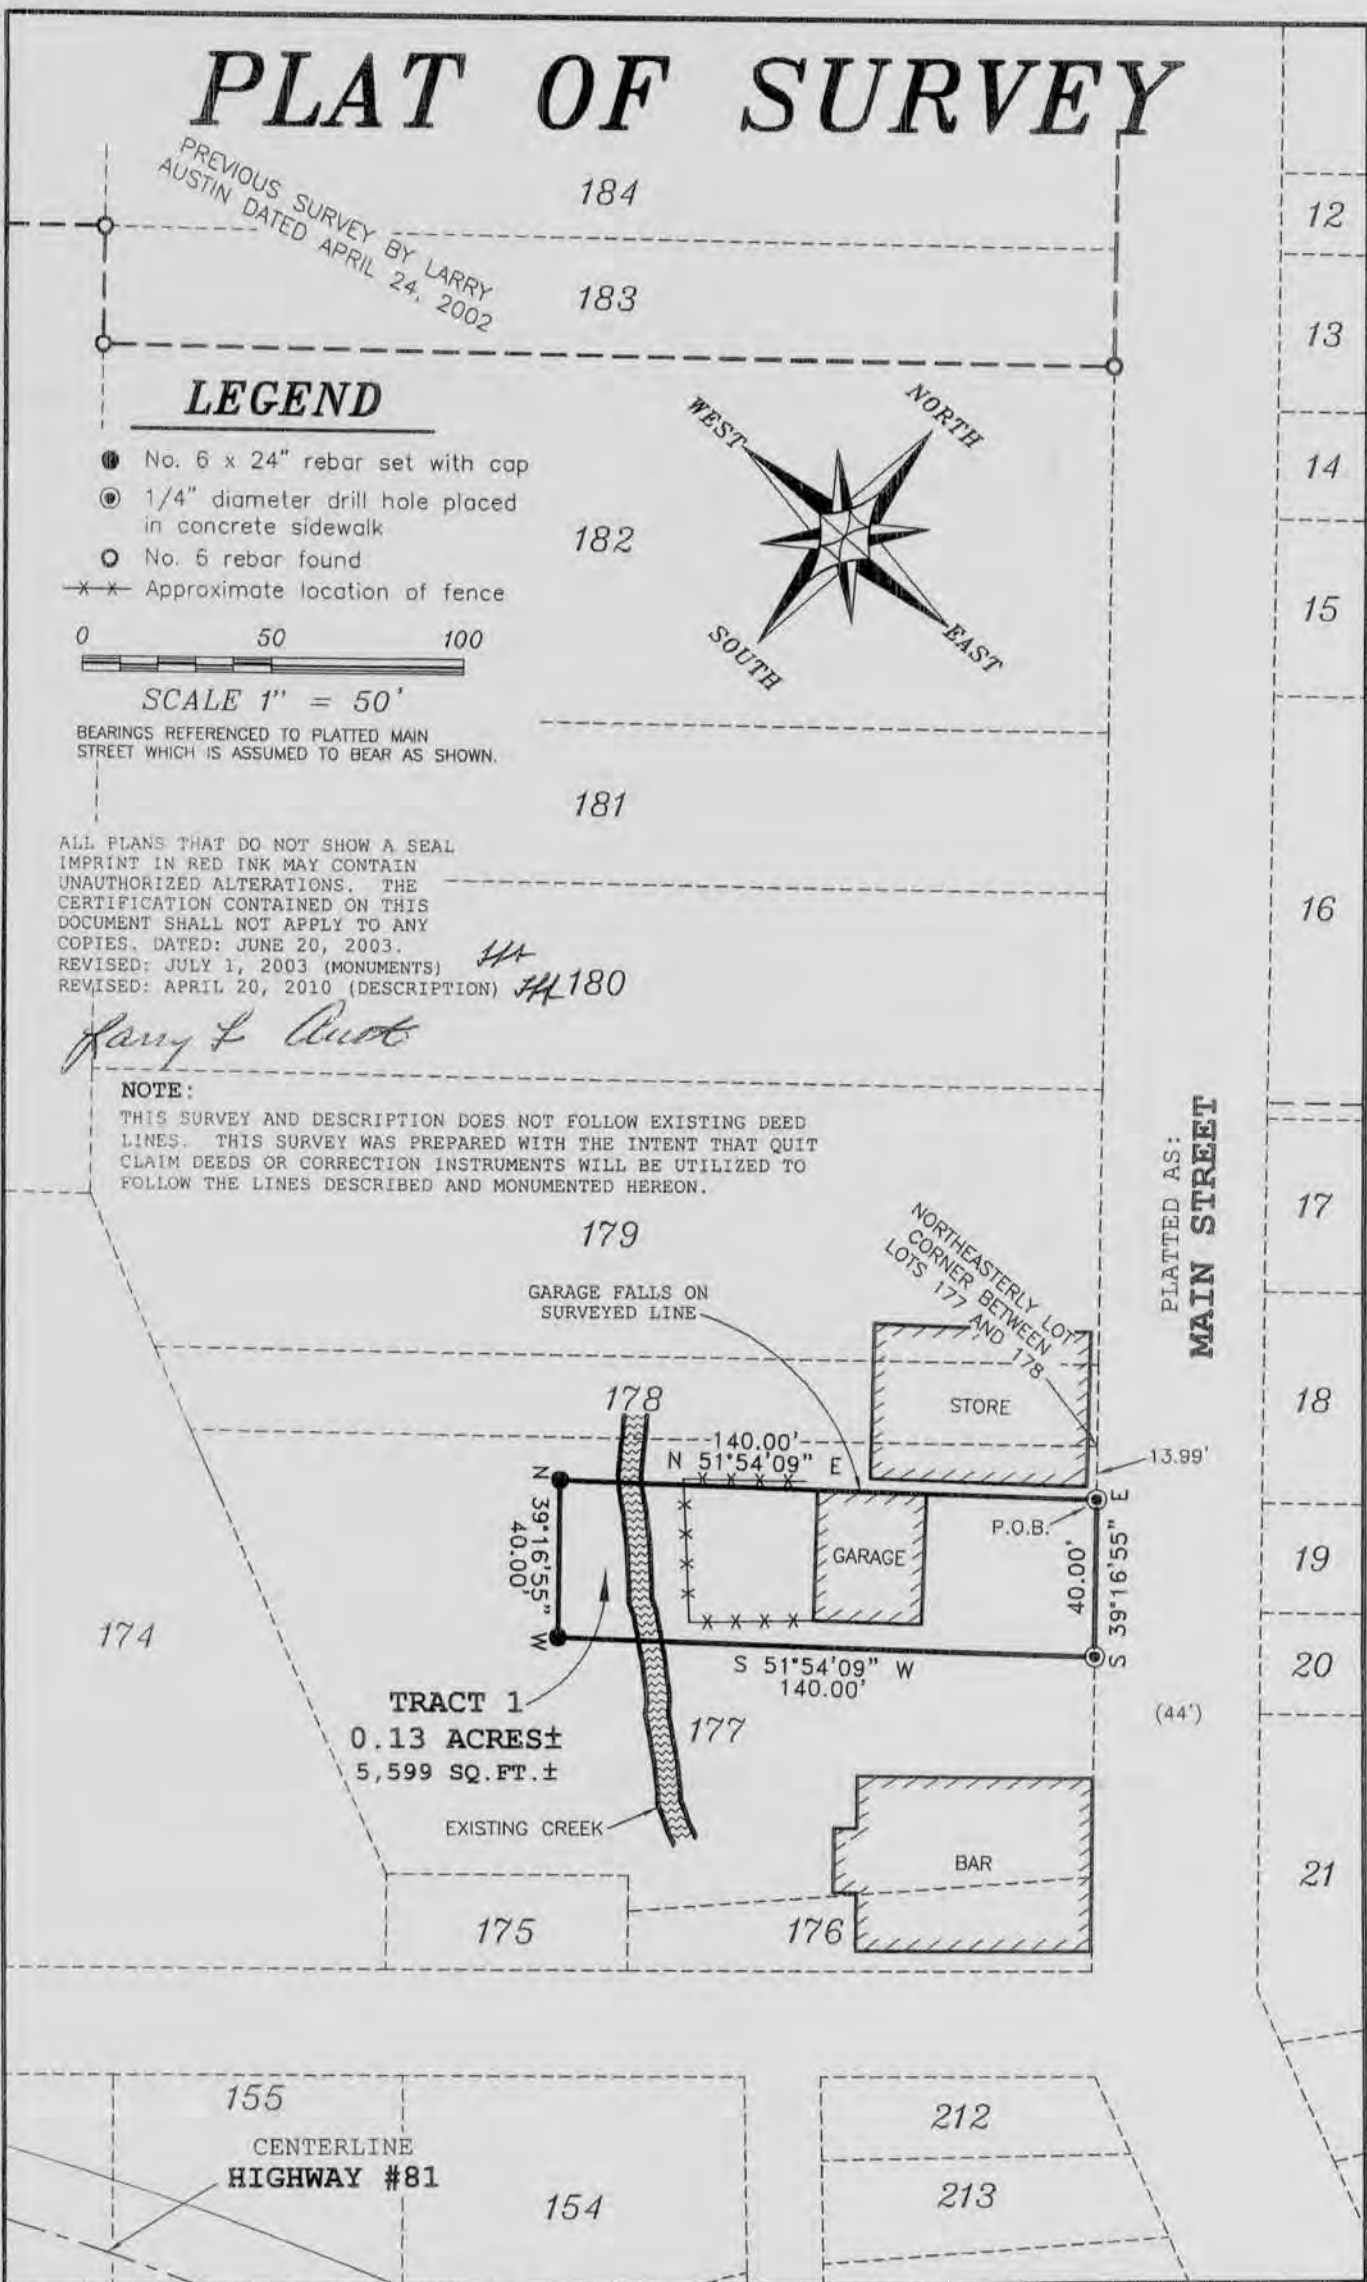 PLAT OF SURVEY
PREVIOUS SURVEY BY LARRY
AUSTIN DATED APRIL 24, 2002
184
183
12
13
LEGEND
No. 6 x 24" rebar set with cap
1/4" diameter drill hole placed
in concrete sidewalk
No. 6 rebar found
Approximate location of fence
0 50 100
SCALE 1" = 50'
BEARINGS REFERENCED TO PLATTED MAIN
STREET WHICH IS ASSUMED TO BEAR AS SHOWN.
WEST
NORTH
SOUTH
EAST
182
14
15
181
ALL PLANS THAT DO NOT SHOW A SEAL
IMPRINT IN RED INK MAY CONTAIN
UNAUTHORIZED ALTERATIONS. THE
CERTIFICATION CONTAINED ON THIS
DOCUMENT SHALL NOT APPLY TO ANY
COPIES. DATED: JUNE 20, 2003.
REVISED: JULY 1, 2003 (MONUMENTS)
REVISED: APRIL 20, 2010 (DESCRIPTION)
180
16
NOTE:
THIS SURVEY AND DESCRIPTION DOES NOT FOLLOW EXISTING DEED
LINES. THIS SURVEY WAS PREPARED WITH THE INTENT THAT QUIT
CLAIM DEEDS OR CORRECTION INSTRUMENTS WILL BE UTILIZED TO
FOLLOW THE LINES DESCRIBED AND MONUMENTED HEREON.
PLATTED AS:
MAIN STREET
17
179
GARAGE FALLS ON
SURVEYED LINE
NORTHEASTERLY LOT
CORNER BETWEEN
LOTS 177 AND 178
178
STORE
18
140.00'
N 51°54'09" E
13.99'
N 39°16'55" W
40.00'
P.O.B.
GARAGE
40.00'
S 39°16'55" E
19
174
S 51°54'09" W
140.00'
20
TRACT 1
0.13 ACRES±
5,599 SQ.FT.±
177
(44')
EXISTING CREEK
BAR
21
175
176
155
CENTERLINE
HIGHWAY #81
154
212
213